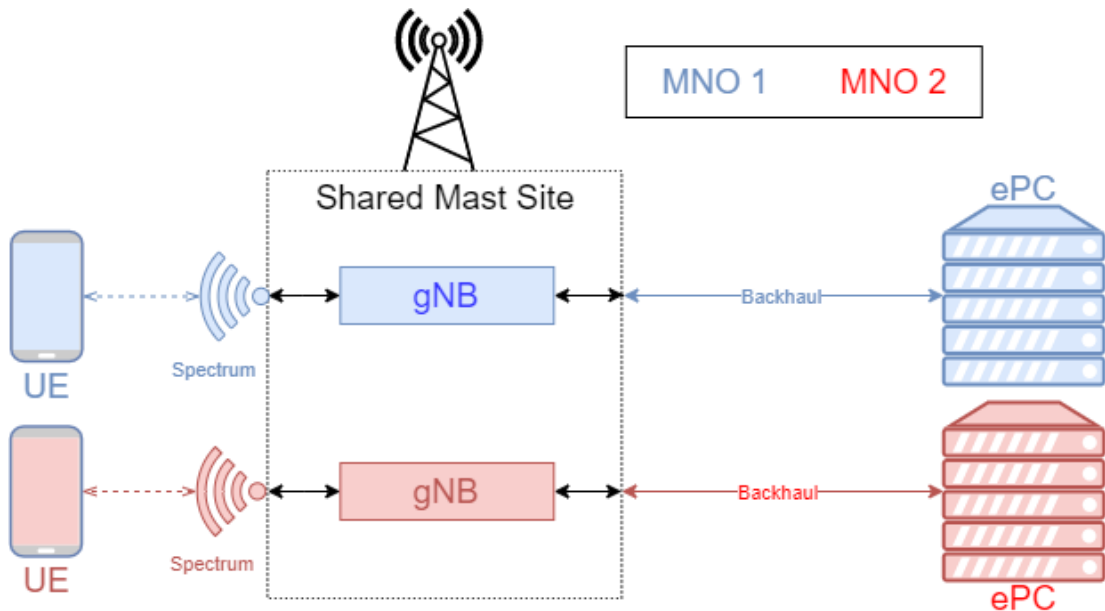 MNO 1 MNO 2
Shared Mast Site
ePC
gNB
Backhaul
Spectrum
UE
ePC
gNB
Backhaul
Spectrum
UE